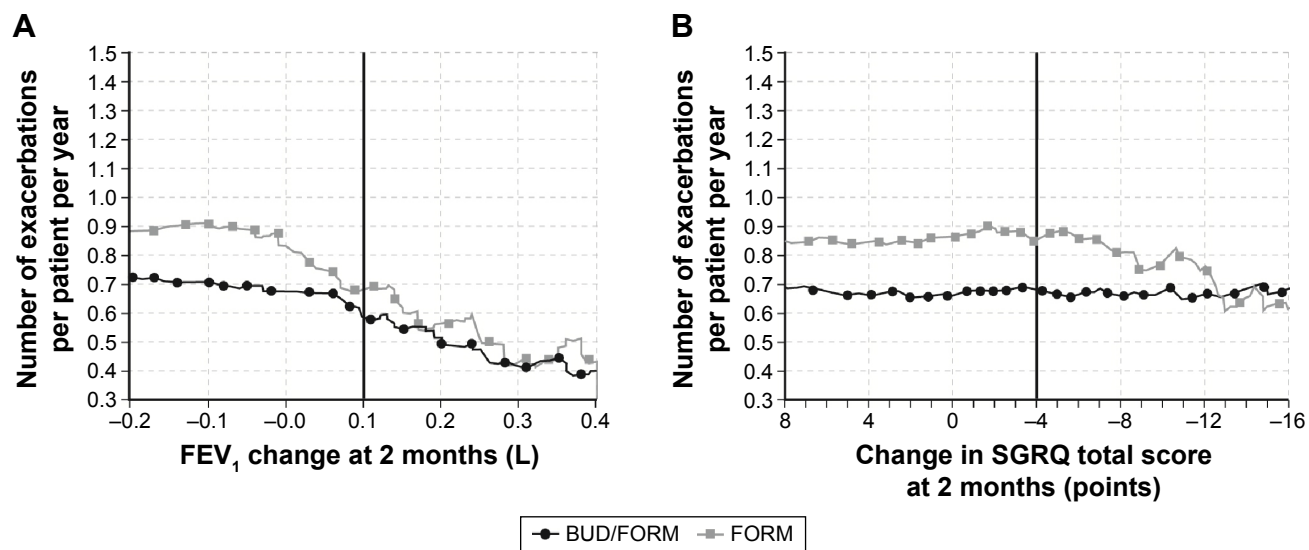 A
Number of exacerbations
per patient per year
1.5
1.4
1.3
1.2
1.1
1.0
0.9
0.8
0.7
0.6
0.5
0.4
0.3
–0.2 –0.1 –0.0 0.1 0.2 0.3 0.4
FEV₁ change at 2 months (L)
B
Number of exacerbations
per patient per year
1.5
1.4
1.3
1.2
1.1
1.0
0.9
0.8
0.7
0.6
0.5
0.4
0.3
8 4 0 –4 –8 –12 –16
Change in SGRQ total score
at 2 months (points)
BUD/FORM FORM